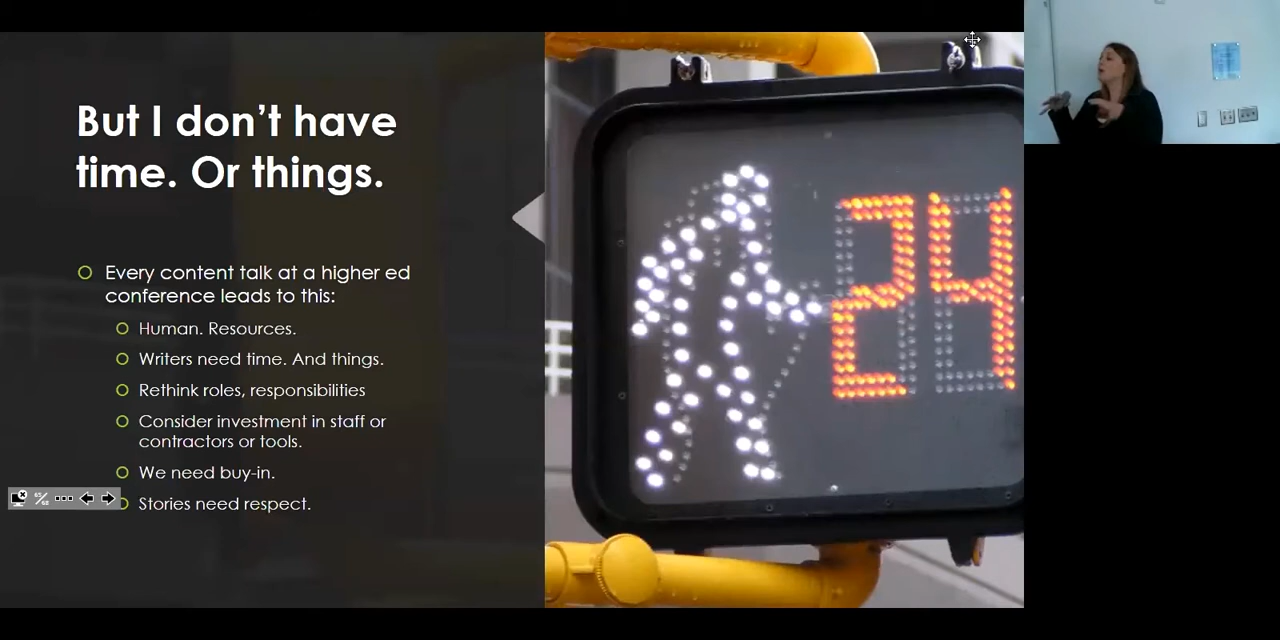 But I don't have
time. Or things.
Every content talk at a higher ed
conference leads to this:
Human. Resources.
Writers need time. And things.
Rethink roles, responsibilities
Consider investment in staff or
contractors or tools.
We need buy-in.
Stories need respect.
24